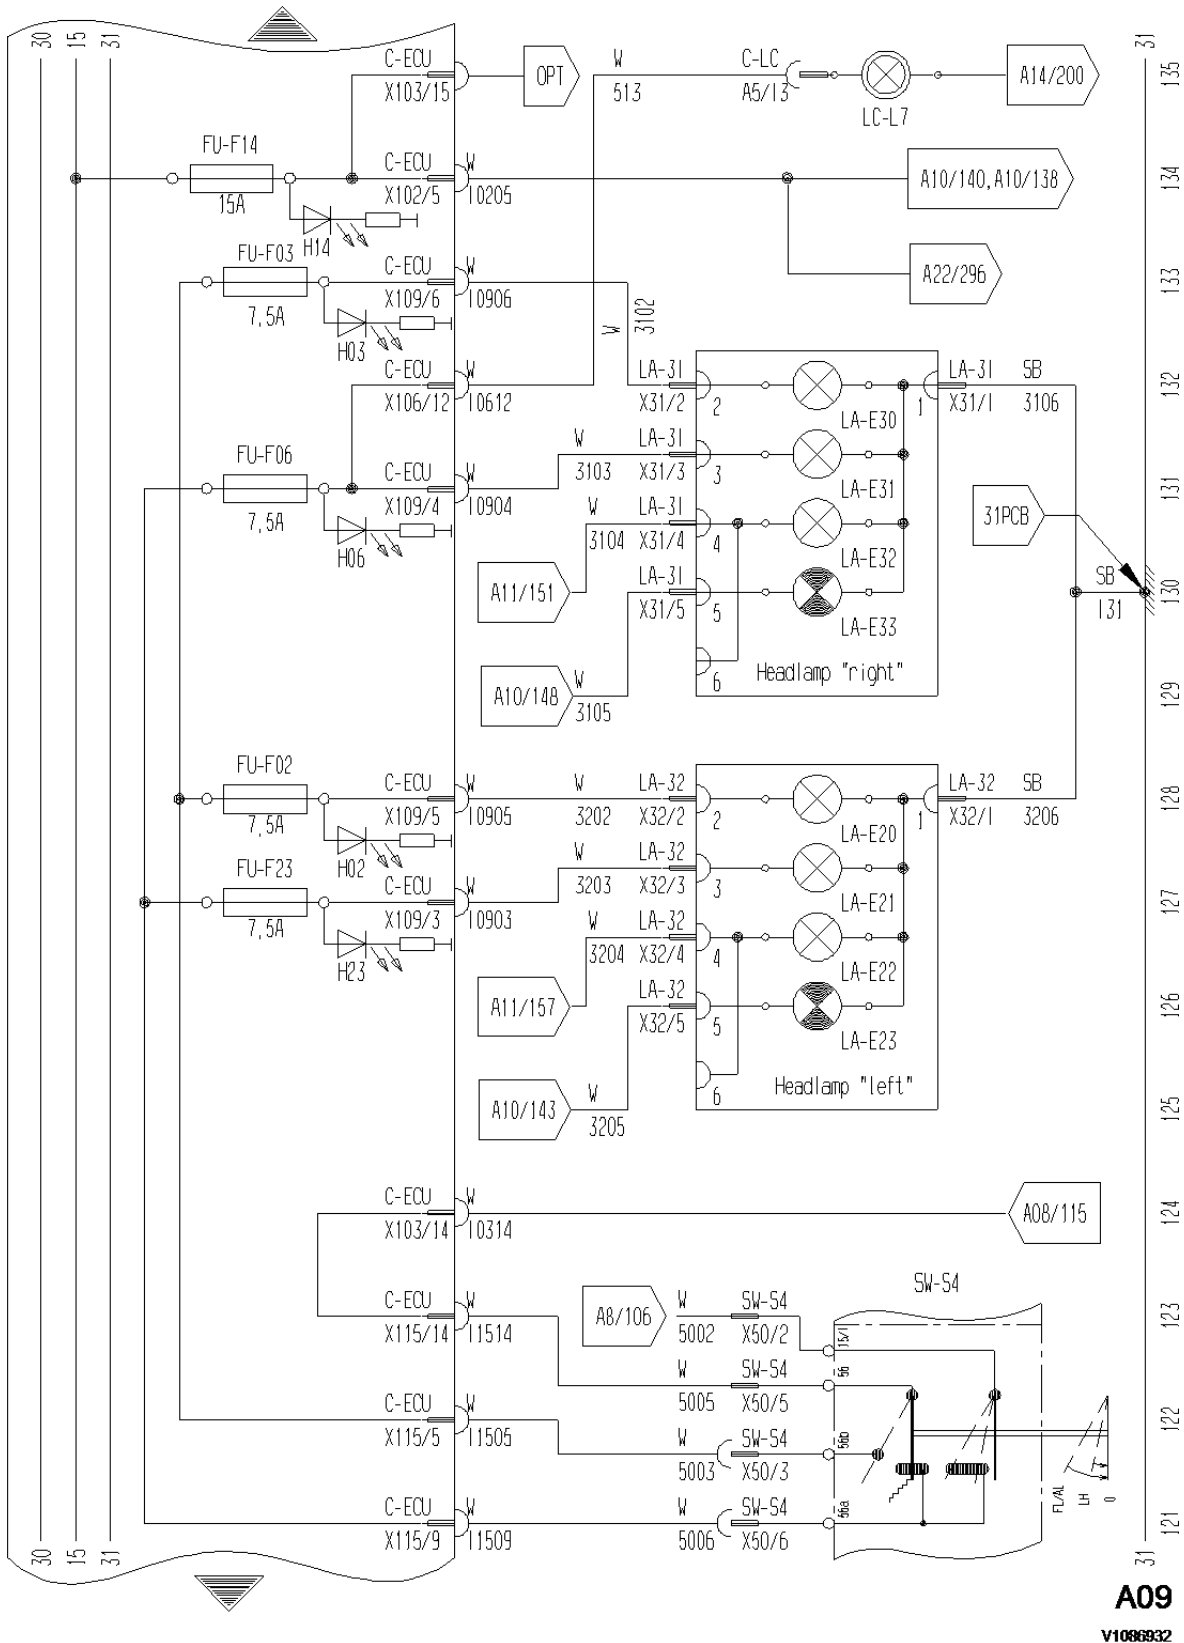 30
15
31
C-ECU
X103/15
OPT
W
513
C-LC
A5/13
LC-L7
A14/200
31
135
FU-F14
15A
H14
C-ECU
X102/5
W
10205
A10/140,A10/138
134
FU-F03
7,5A
H03
C-ECU
X109/6
W
10906
A22/296
133
W
3102
C-ECU
X106/12
W
10612
LA-31
X31/2
2
LA-E30
1
LA-31
X31/1
SB
3106
132
FU-F06
7,5A
H06
C-ECU
X109/4
W
10904
W
3103
LA-31
X31/3
3
LA-E31
131
W
3104
LA-31
X31/4
4
LA-E32
31PCB
A11/151
LA-31
X31/5
5
LA-E33
SB
131
130
6
Headlamp "right"
A10/148
W
3105
129
FU-F02
7,5A
H02
C-ECU
X109/5
W
10905
W
3202
LA-32
X32/2
2
LA-E20
1
LA-32
X32/1
SB
3206
128
FU-F23
7,5A
H23
C-ECU
X109/3
W
10903
W
3203
LA-32
X32/3
3
LA-E21
127
W
3204
LA-32
X32/4
4
LA-E22
A11/157
LA-32
X32/5
5
LA-E23
126
6
Headlamp "left"
A10/143
W
3205
125
C-ECU
X103/14
W
10314
A08/115
124
SW-S4
C-ECU
X115/14
W
11514
A8/106
W
5002
SW-S4
X50/2
15/1
123
W
5005
SW-S4
X50/5
56
C-ECU
X115/5
W
11505
122
W
5003
SW-S4
X50/3
56b
C-ECU
X115/9
W
11509
W
5006
SW-S4
X50/6
56a
FL/AL
LH
0
121
30
15
31
31
A09
V1086932